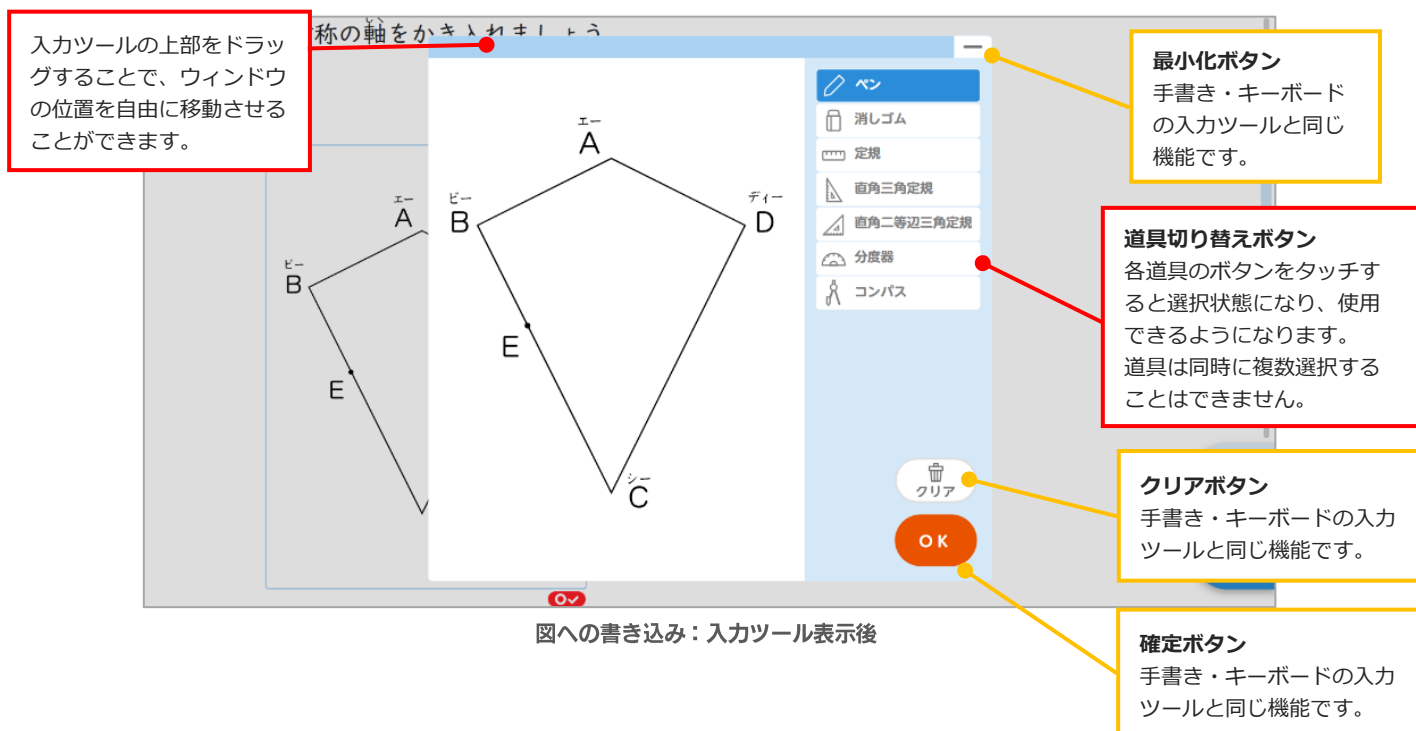 入力ツールの上部をドラッ
グすることで、ウィンドウ
の位置を自由に移動させる
ことができます。
称の軸をかき入れましょう
じく
最小化ボタン
手書き・キーボード
の入力ツールと同じ
機能です。
ペン
消しゴム
定規
直角三角定規
直角二等辺三角定規
分度器
コンパス
エー
A
ビー
B
ディー
D
E
シー
C
エー
A
ビー
B
E
道具切り替えボタン
各道具のボタンをタッチす
ると選択状態になり、使用
できるようになります。
道具は同時に複数選択する
ことはできません。
クリア
OK
クリアボタン
手書き・キーボードの入力
ツールと同じ機能です。
図への書き込み：入力ツール表示後
確定ボタン
手書き・キーボードの入力
ツールと同じ機能です。